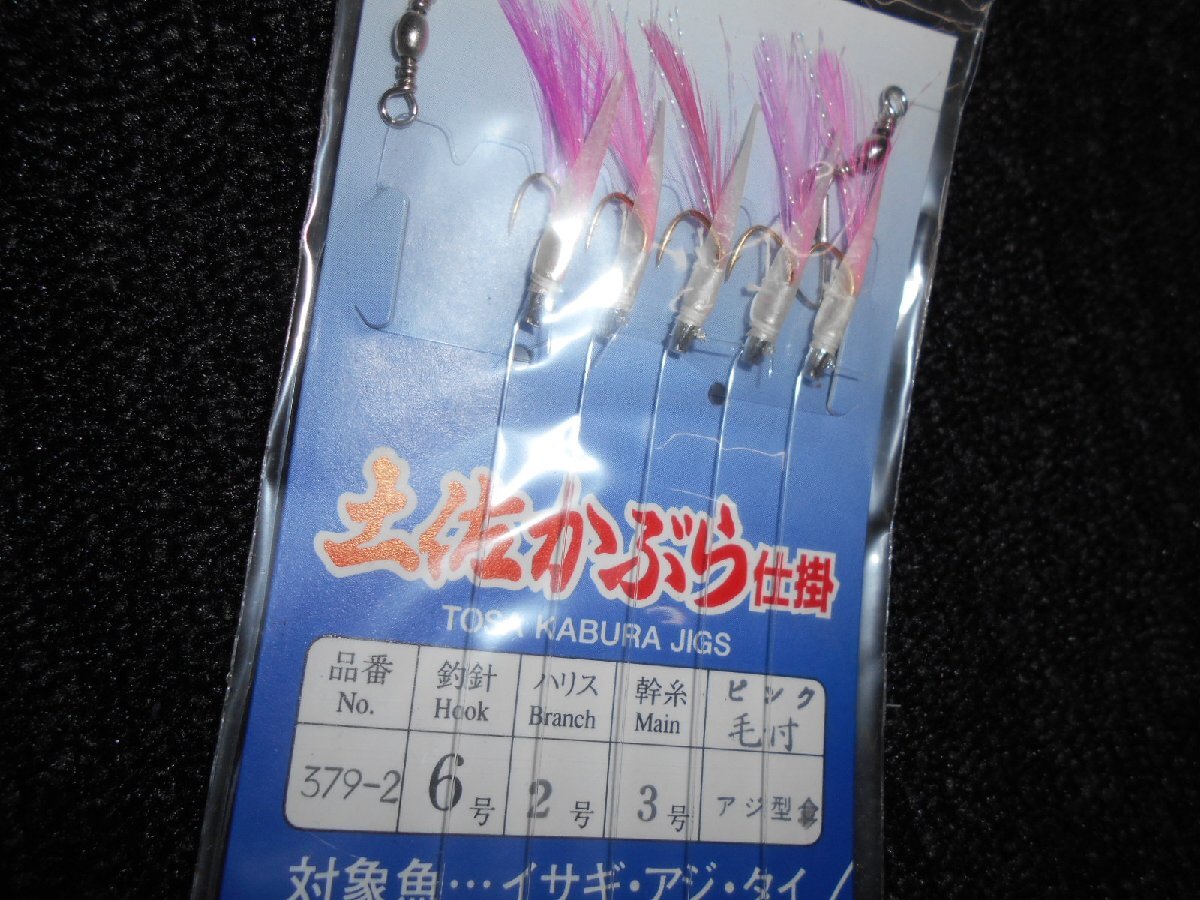 土佐かぶら仕掛
TOSA KABURA JIGS
品番 釣針 ハリス 幹糸 ピンク
No. Hook Branch Main 毛付
379-2 6号 2号 3号 アジ型
対象魚…イサギ・アジ・タイ/